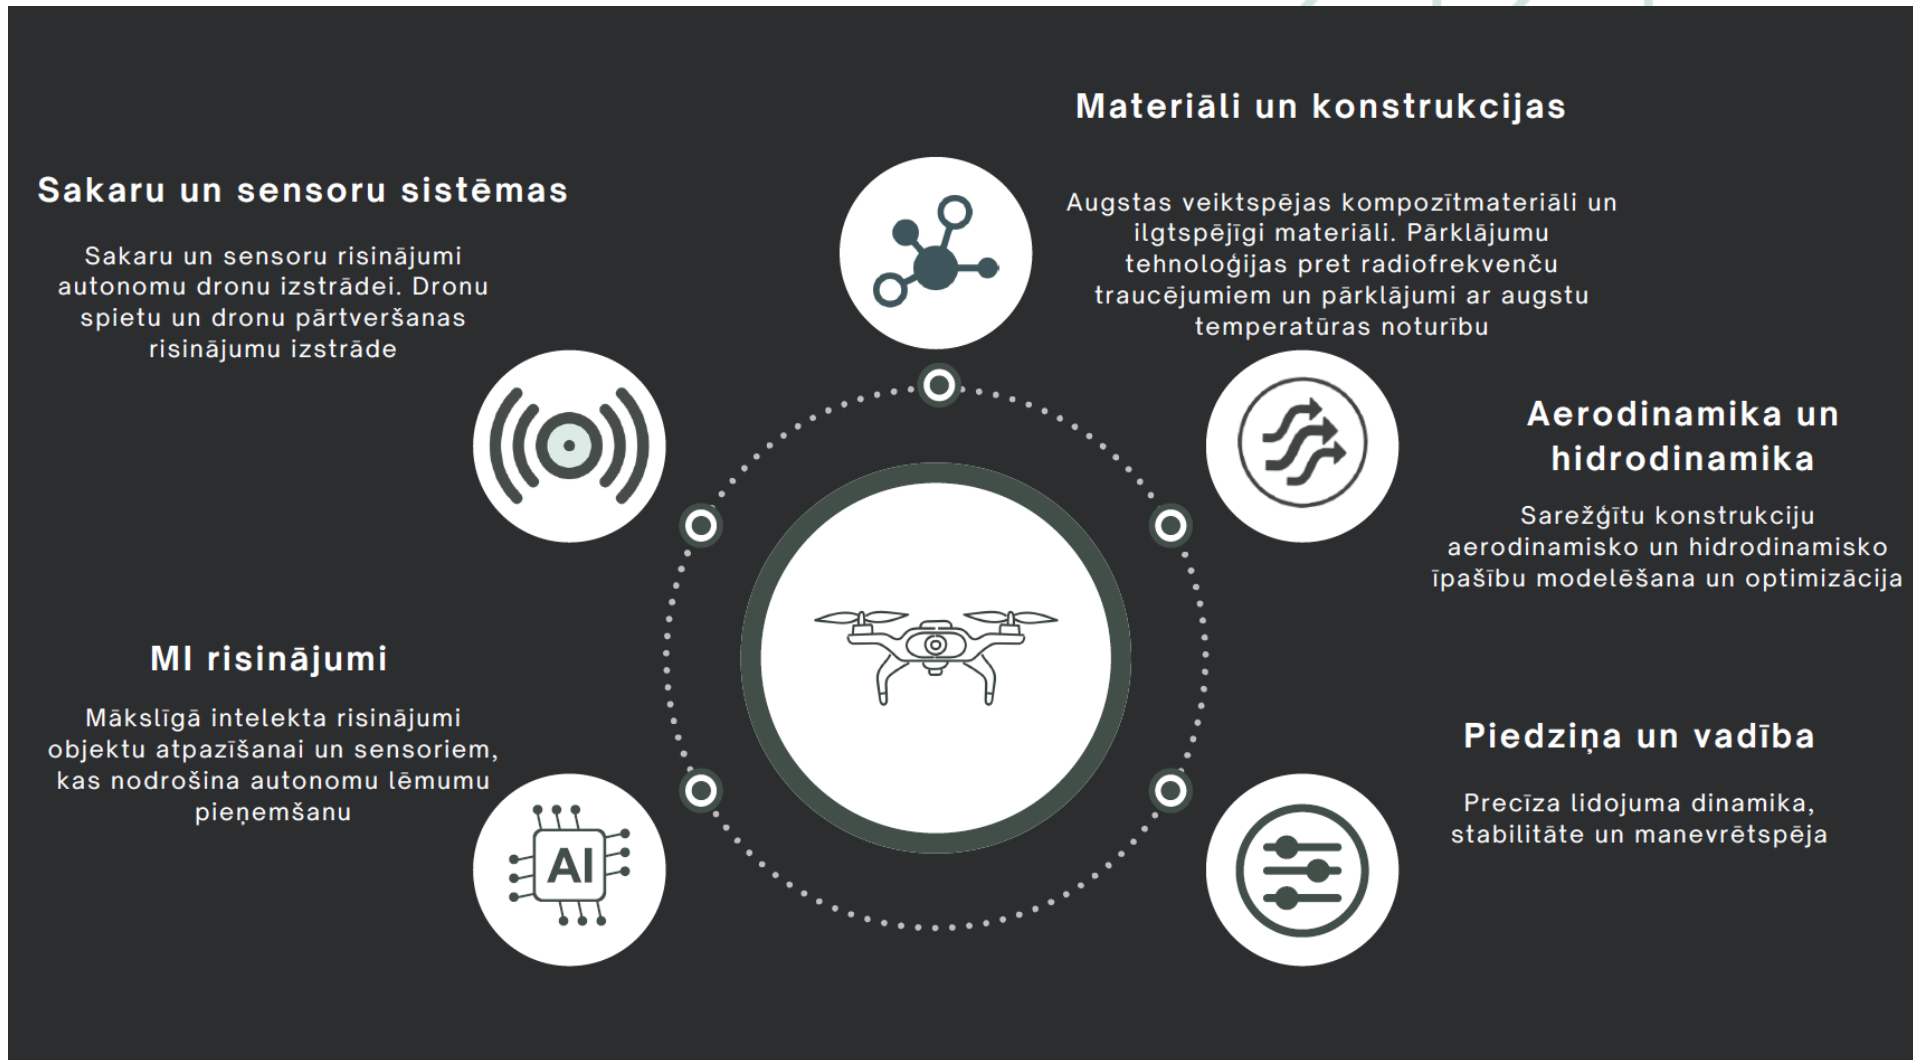 Materiāli un konstrukcijas
Augstas veiktspējas kompozītmateriāli un
ilgtspējīgi materiāli. Pārklājumu
tehnoloģijas pret radiofrekvenču
traucējumiem un pārklājumi ar augstu
temperatūras noturību
Sakaru un sensoru sistēmas
Sakaru un sensoru risinājumi
autonomu dronu izstrādei. Dronu
spietu un dronu pārtveršanas
risinājumu izstrāde
Aerodinamika un
hidrodinamika
Sarežģītu konstrukciju
aerodinamisko un hidrodinamisko
īpašību modelēšana un optimizācija
MI risinājumi
Mākslīgā intelekta risinājumi
objektu atpazīšanai un sensoriem,
kas nodrošina autonomu lēmumu
pieņemšanu
AI
Piedziņa un vadība
Precīza lidojuma dinamika,
stabilitāte un manevrētspēja